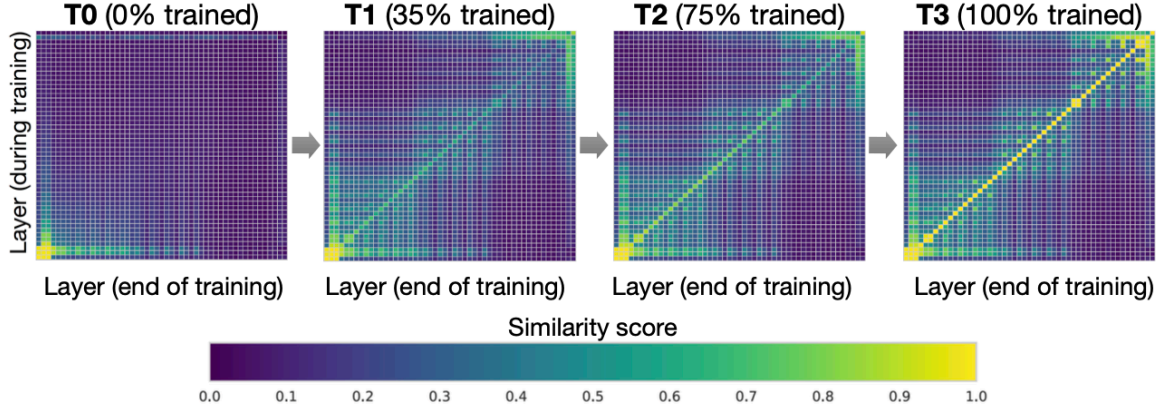 T0 (0% trained)
T1 (35% trained)
T2 (75% trained)
T3 (100% trained)
Layer (during training)
Layer (end of training)
Layer (end of training)
Layer (end of training)
Layer (end of training)
Similarity score
0.0 0.1 0.2 0.3 0.4 0.5 0.6 0.7 0.8 0.9 1.0